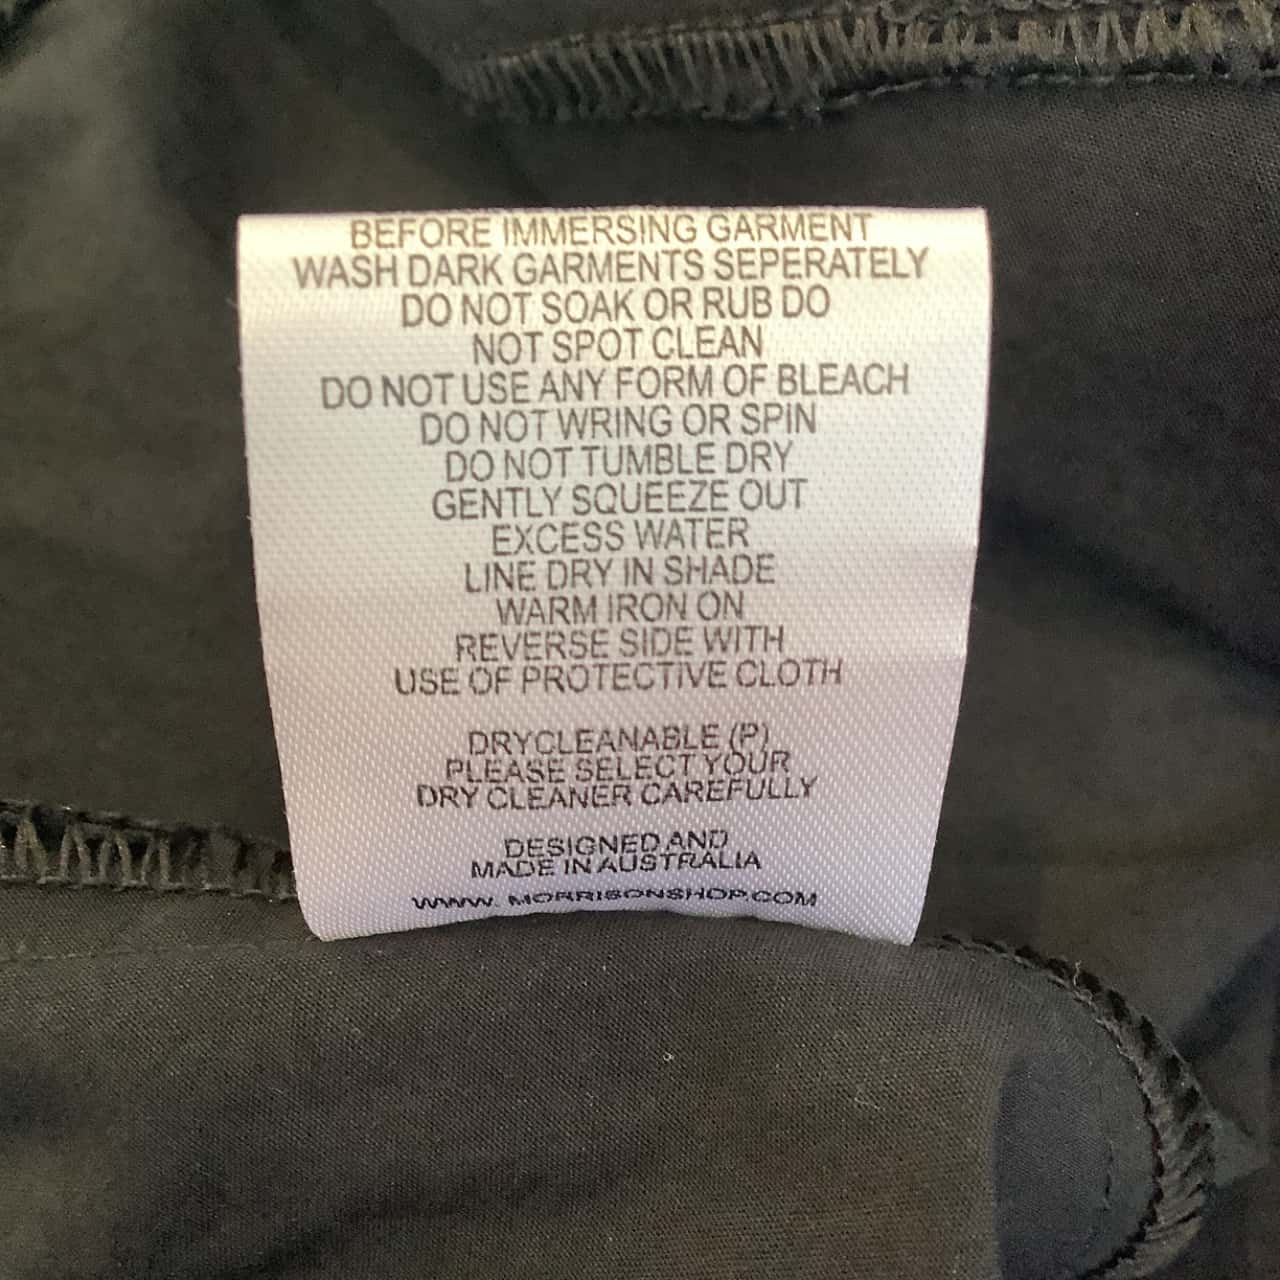 BEFORE IMMERSING GARMENT
WASH DARK GARMENTS SEPERATELY
DO NOT SOAK OR RUB DO
NOT SPOT CLEAN
DO NOT USE ANY FORM OF BLEACH
DO NOT WRING OR SPIN
DO NOT TUMBLE DRY
GENTLY SQUEEZE OUT
EXCESS WATER
LINE DRY IN SHADE
WARM IRON ON
REVERSE SIDE WITH
USE OF PROTECTIVE CLOTH
DRYCLEANABLE (P)
PLEASE SELECT YOUR
DRY CLEANER CAREFULLY
DESIGNED AND
MADE IN AUSTRALIA
WWW. MORRISONSHOP.COM